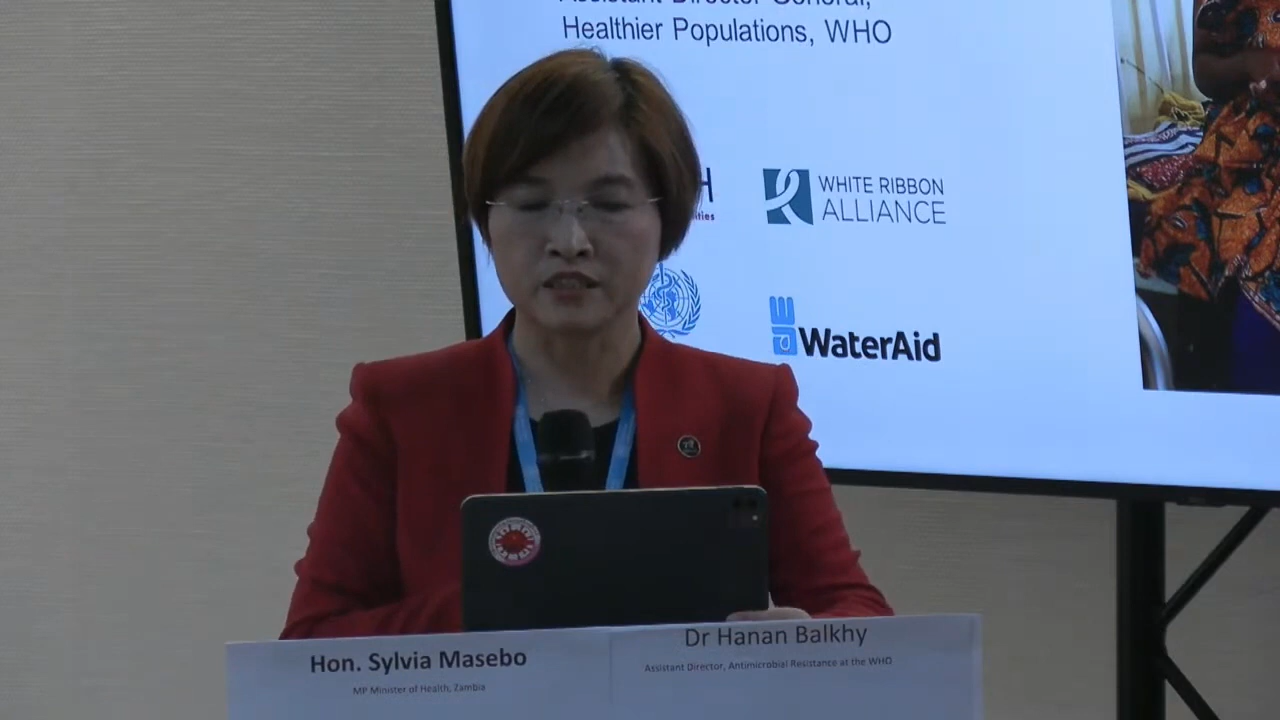 Healthier Populations, WHO
WHITE RIBBON
ALLIANCE
WaterAid
Hon. Sylvia Masebo
MP Minister of Health, Zambia
Dr Hanan Balkhy
Assistant Director, Antimicrobial Resistance at the WHO